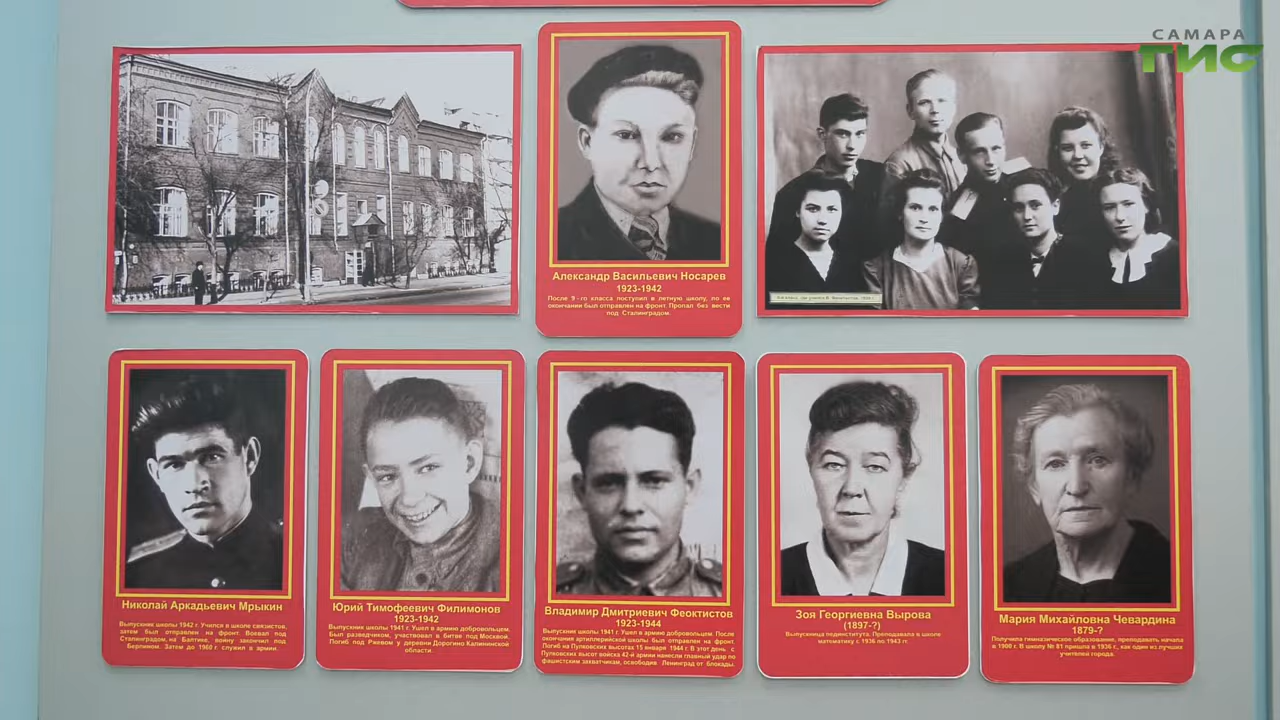 САМАРА
ТИС
Александр Васильевич Носарев
1923-1942
После 9-го класса поступил в летную школу, по ее
окончании был отправлен на фронт. Пропал без вести
под Сталинградом.
Николай Аркадьевич Мрыкин
Выпускник школы 1942 г. Учился в школе связистов,
затем был отправлен на фронт. Воевал под
Сталинградом, на Балтике, войну закончил под
Берлином. Затем до 1960 г. служил в армии.
Юрий Тимофеевич Филимонов
1923-1942
Выпускник школы 1941 г. Ушел в армию добровольцем.
Был разведчиком, участвовал в битве под Москвой.
Погиб под Ржевом у деревни Дорогино Калининской
области.
Владимир Дмитриевич Феоктистов
1923-1944
Выпускник школы 1941 г. Ушел в армию добровольцем. После
окончания артиллерийской школы был отправлен на фронт.
Погиб на Пулковских высотах 15 января 1944 г. В этот день с
Пулковских высот войска 42-й армии нанесли главный удар по
фашистским захватчикам, освободив Ленинград от блокады.
Зоя Георгиевна Вырова
(1897-?)
Выпускница пединститута. Преподавала в школе
математику с 1936 по 1943 гг.
Мария Михайловна Чевардина
1879-?
Получила гимназическое образование, преподавать начала
в 1900 г. В школу № 81 пришла в 1936 г., как один из лучших
учителей города.